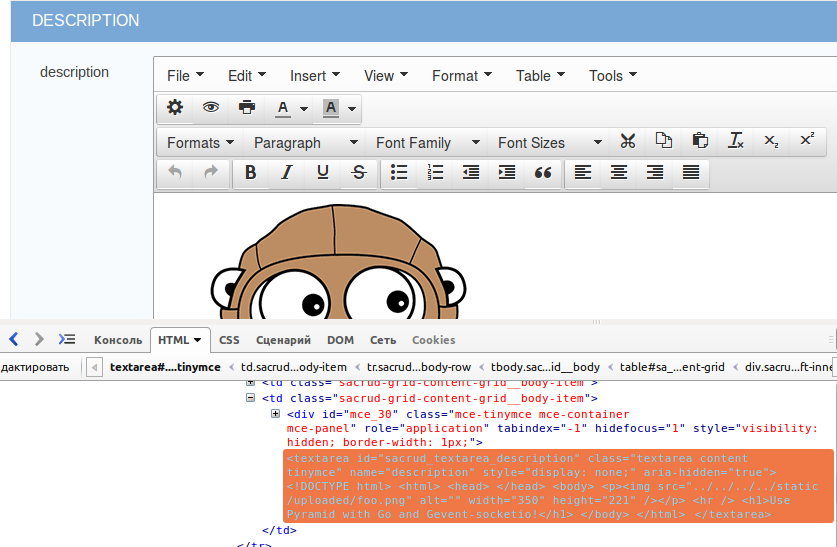 DESCRIPTION
description
File Edit Insert View Format Table Tools
A A
Formats Paragraph Font Family Font Sizes
B I U S
Консоль HTML CSS Сценарий DOM Сеть Cookies
дактировать textarea#....tinymce td.sacrud...ody-item tr.sacrud...body-row tbody.sac...id__body table#sa_...ent-grid div.sacru...ft-inne
<td class="sacrud-grid-content-grid__body-item">
<td class="sacrud-grid-content-grid__body-item">
<div id="mce_30" class="mce-tinymce mce-container
mce-panel" role="application" tabindex="-1" hidefocus="1" style="visibility:
hidden; border-width: 1px;">
<textarea id="sacrud_textarea_description" class="textarea content
tinymce" name="description" style="display: none;" aria-hidden="true">
<!DOCTYPE html> <html> <head> </head> <body> <p><img src="../../../../static
/uploaded/foo.png" alt="" width="350" height="221" /></p> <hr /> <h1>Use
Pyramid with Go and Gevent-socketio!</h1> </body> </html> </textarea>
</td>
</tr>